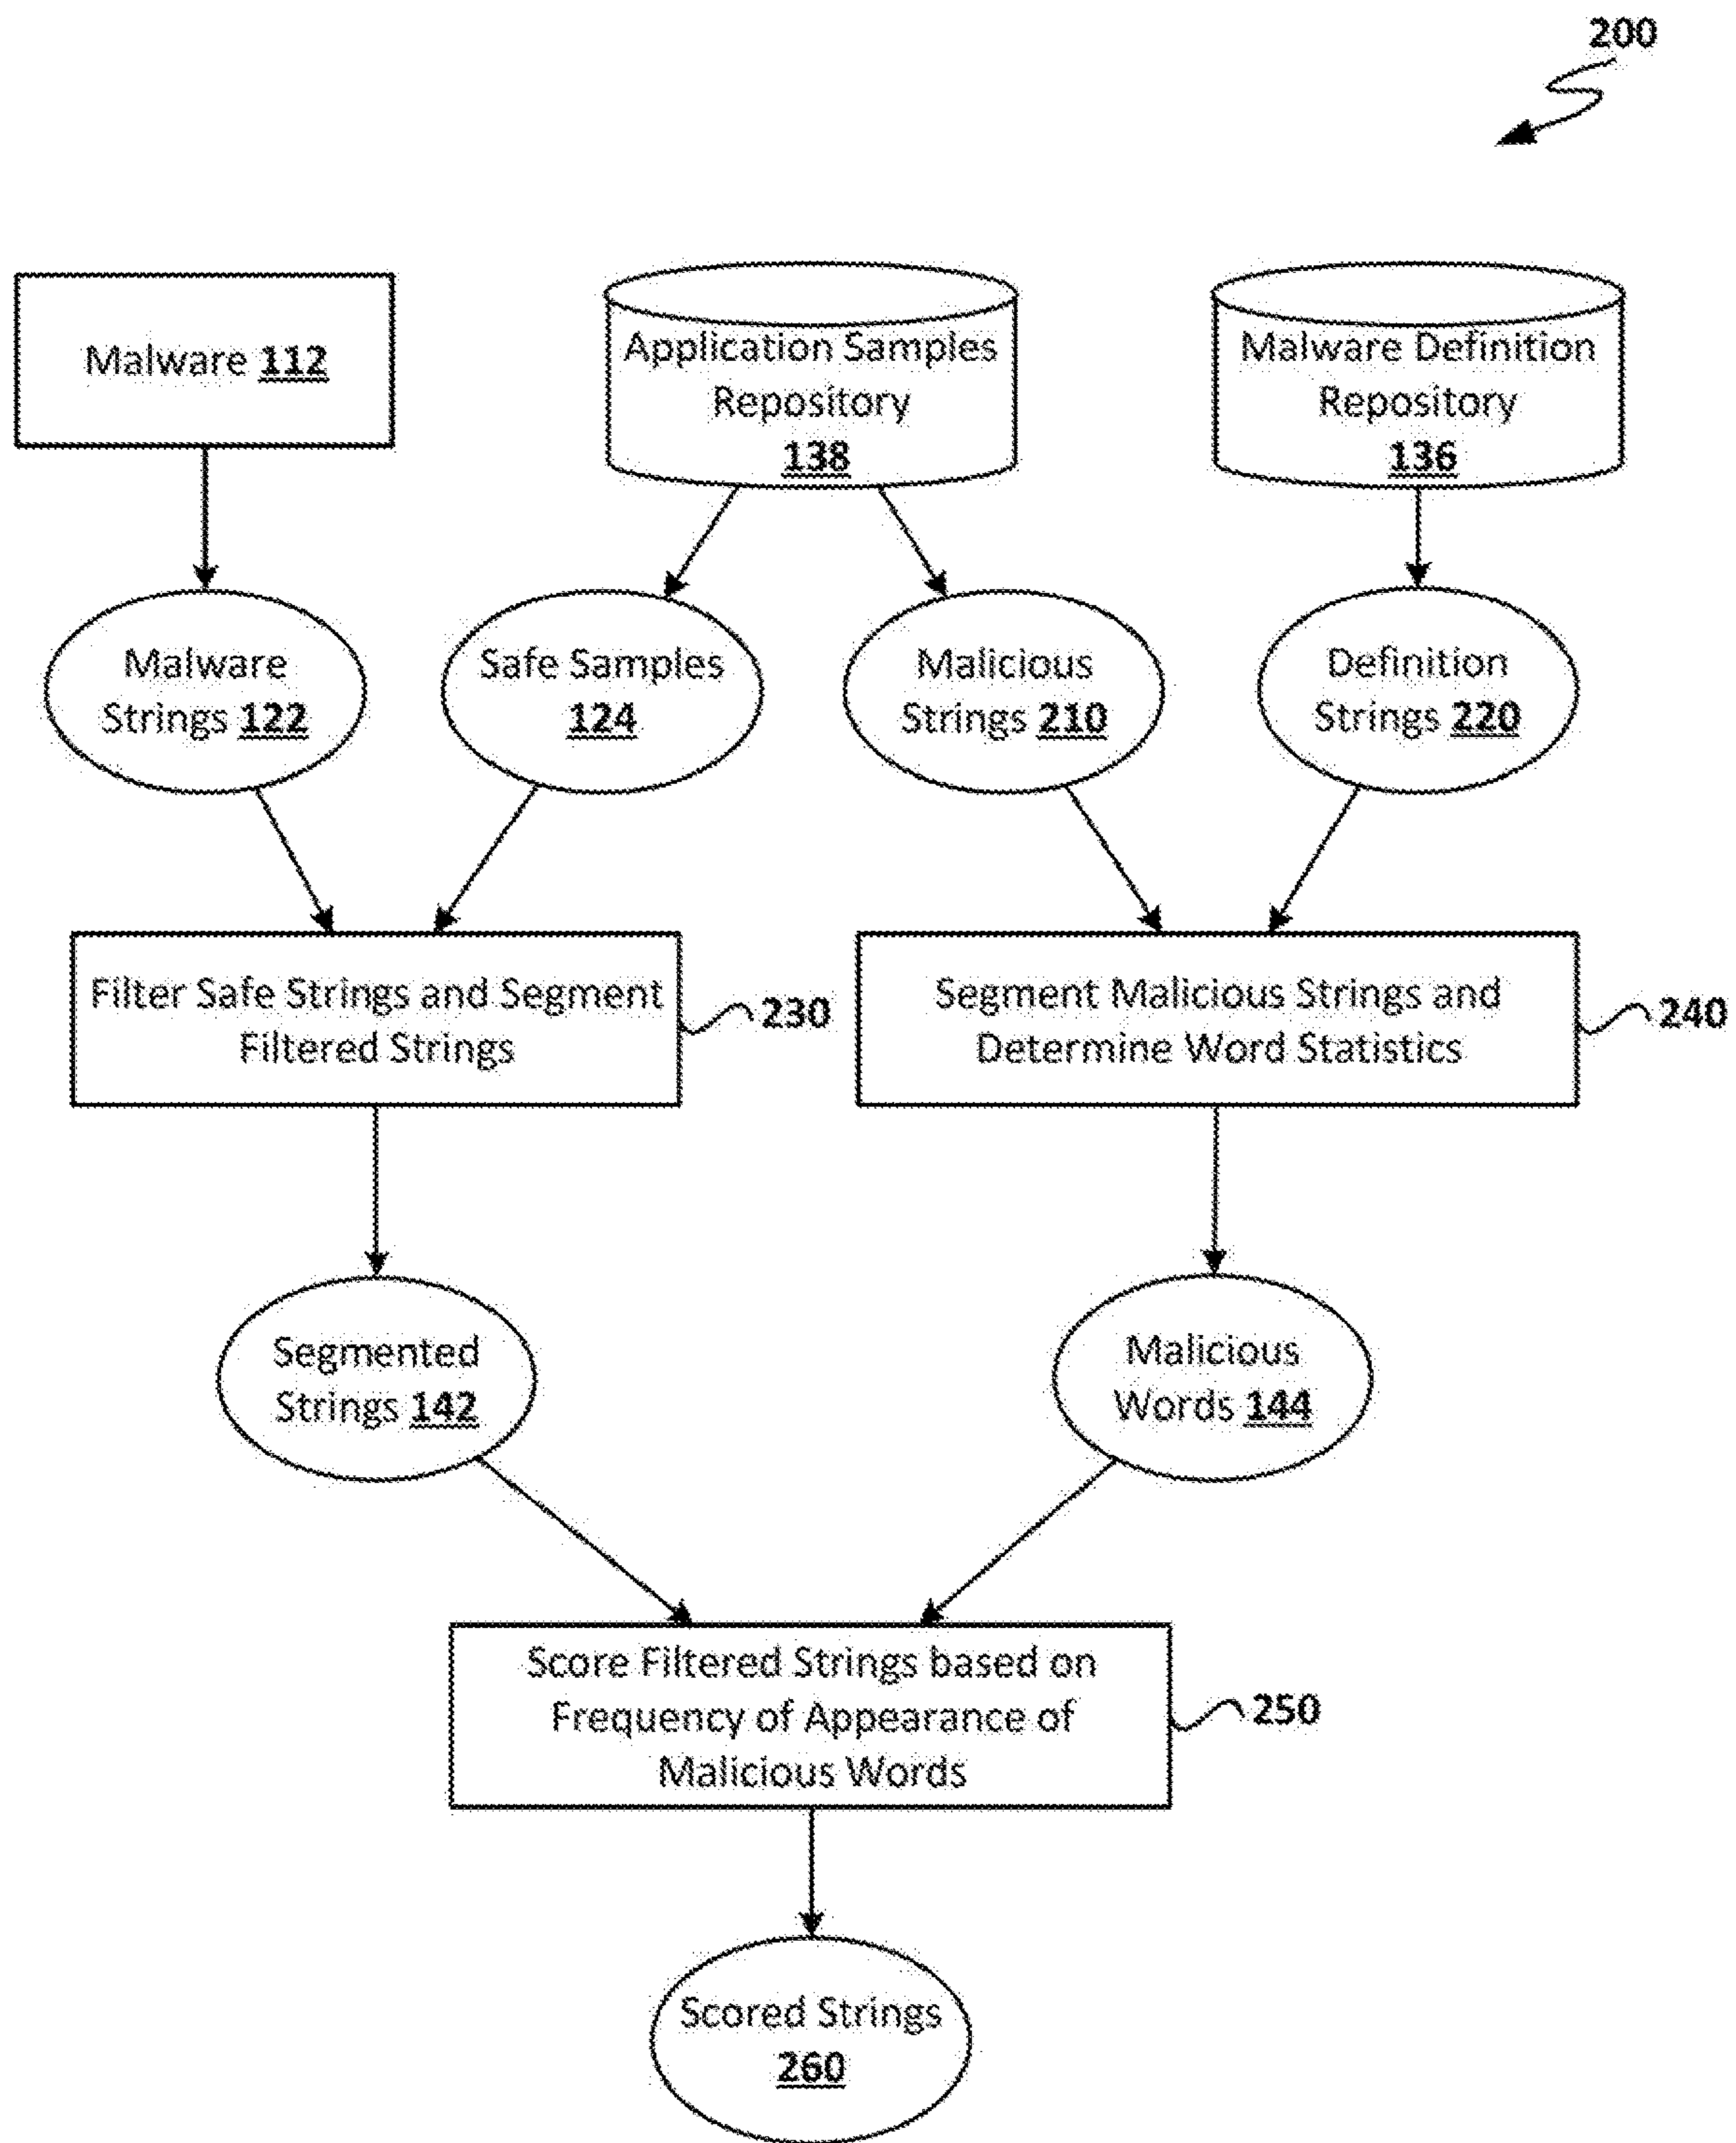 200
Malware 112
Application Samples
Repository
138
Malware Definition
Repository
136
Malware
Strings 122
Safe Samples
124
Malicious
Strings 210
Definition
Strings 220
Filter Safe Strings and Segment
Filtered Strings
230
Segment Malicious Strings and
Determine Word Statistics
240
Segmented
Strings 142
Malicious
Words 144
Score Filtered Strings based on
Frequency of Appearance of
Malicious Words
250
Scored Strings
260